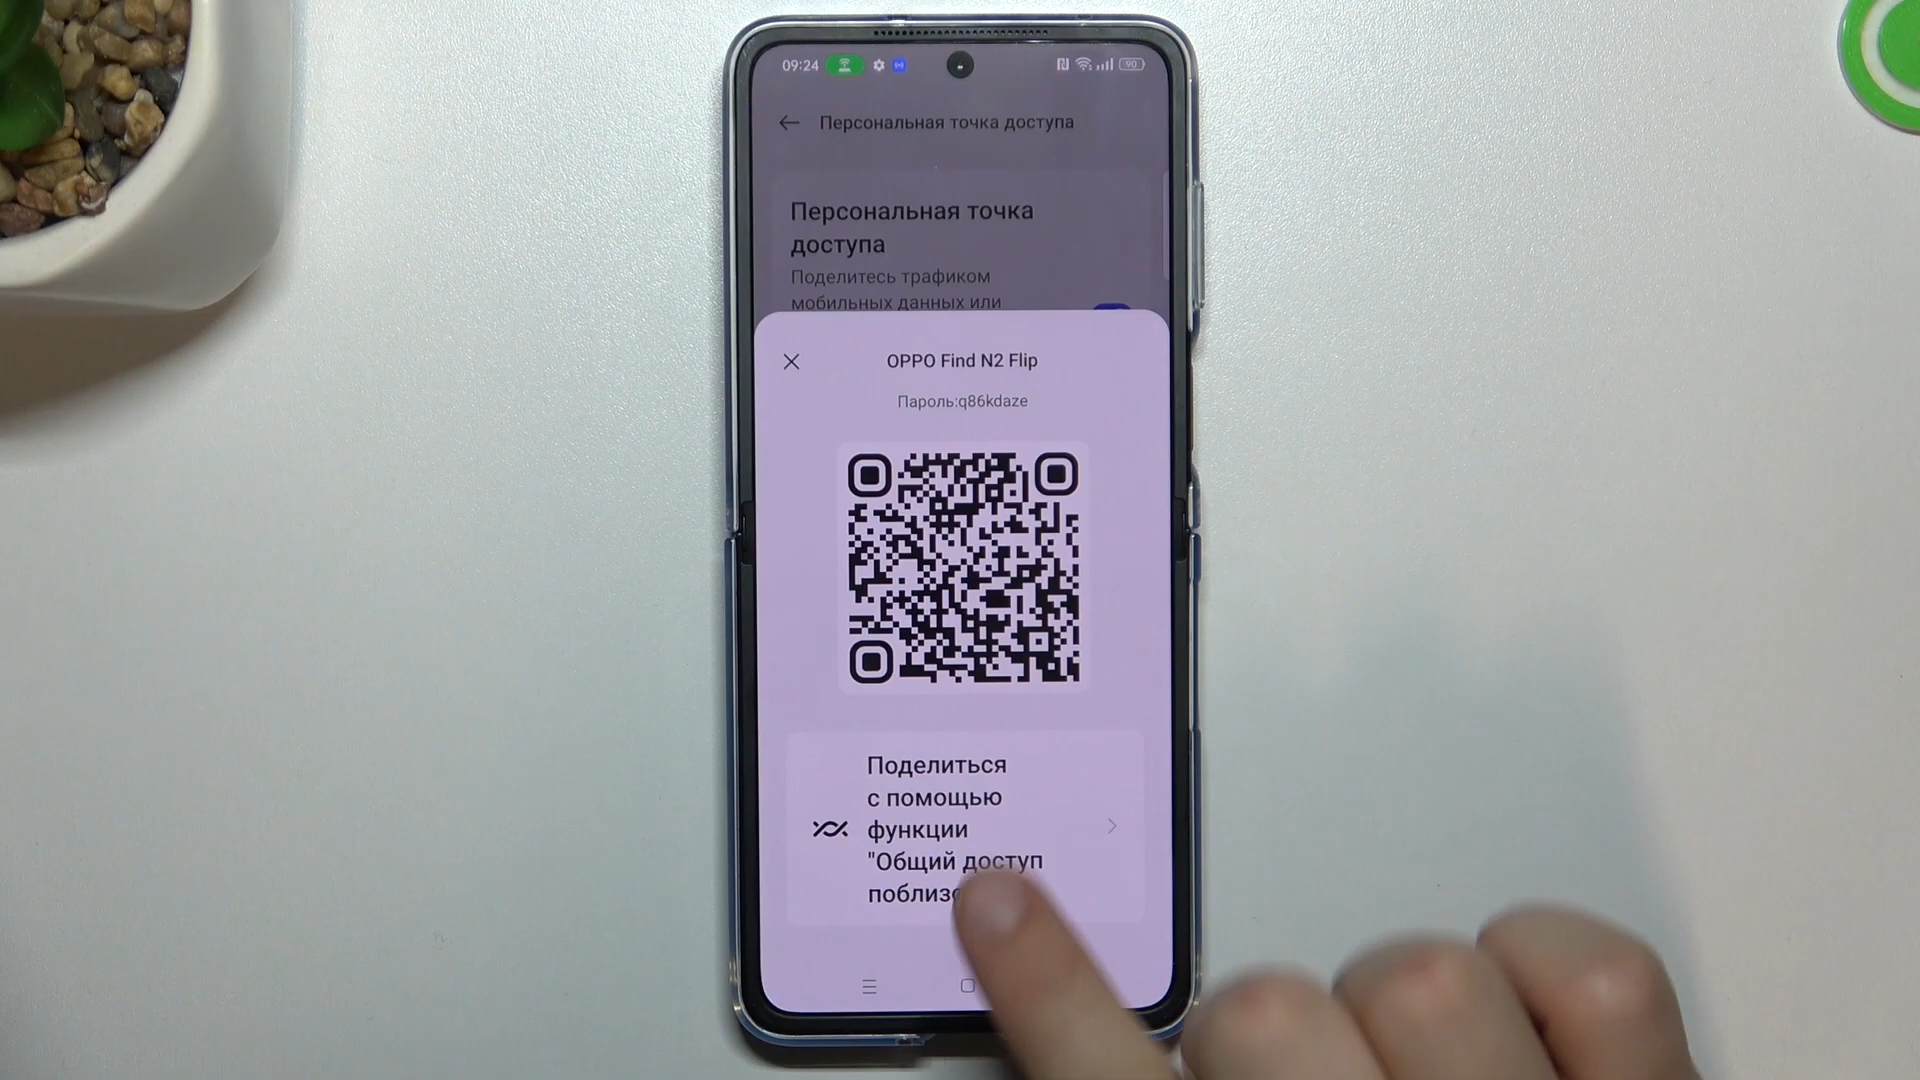 09:24
90
Персональная точка доступа
Персональная точка
доступа
Поделитесь трафиком
мобильных данных или
OPPO Find N2 Flip
Пароль:q86kdaze
Поделиться
с помощью
функции
"Общий доступ